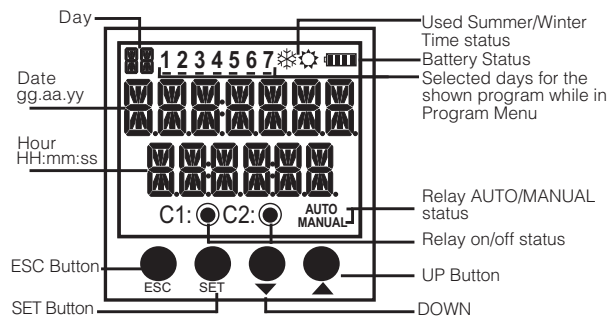 Day
1 2 3 4 5 6 7
Used Summer/Winter
Time status
Battery Status
Selected days for the
shown program while in
Program Menu
Date
gg.aa.yy
Hour
HH:mm:ss
C1: C2: AUTO
MANUAL
Relay AUTO/MANUAL
status
Relay on/off status
ESC Button
ESC SET
UP Button
SET Button
DOWN